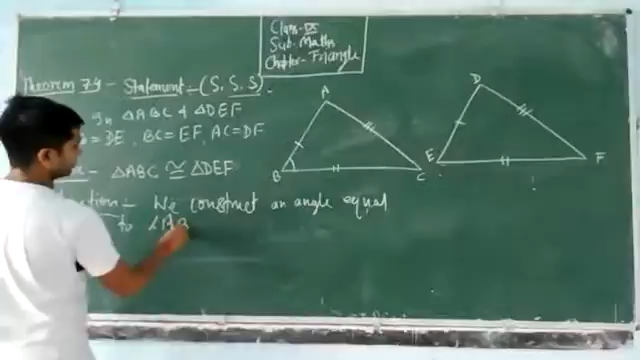 Class-IX
Sub-Maths
Chapter-Triangle
Theorem 7.4 - Statement - (S.S.S)
In △ABC & △DEF
=DE, BC=EF, AC=DF
- △ABC ≅ △DEF
- We construct an angle equal
to ∠
A
B
C
D
E
F